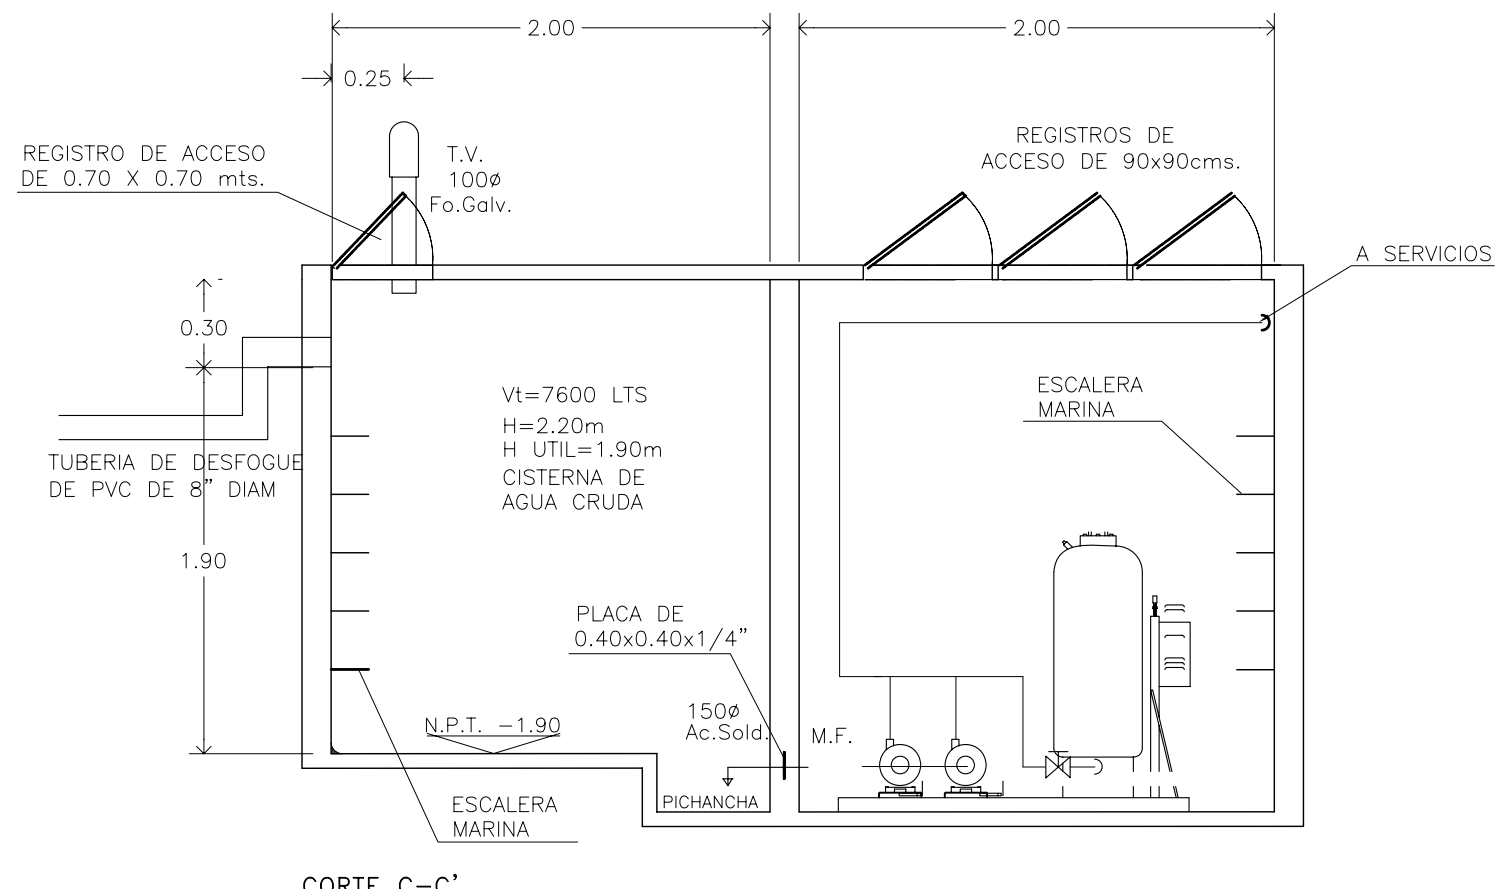 2.00
2.00
0.25
REGISTRO DE ACCESO
DE 0.70 X 0.70 mts.
T.V.
100ø
Fo.Galv.
REGISTROS DE
ACCESO DE 90x90cms.
A SERVICIOS
0.30
Vt=7600 LTS
H=2.20m
H UTIL=1.90m
CISTERNA DE
AGUA CRUDA
ESCALERA
MARINA
TUBERIA DE DESFOGUE
DE PVC DE 8” DIAM
1.90
PLACA DE
0.40x0.40x1/4”
N.P.T. -1.90
150ø
Ac.Sold.
M.F.
PICHANCHA
ESCALERA
MARINA
CORTE C-C’